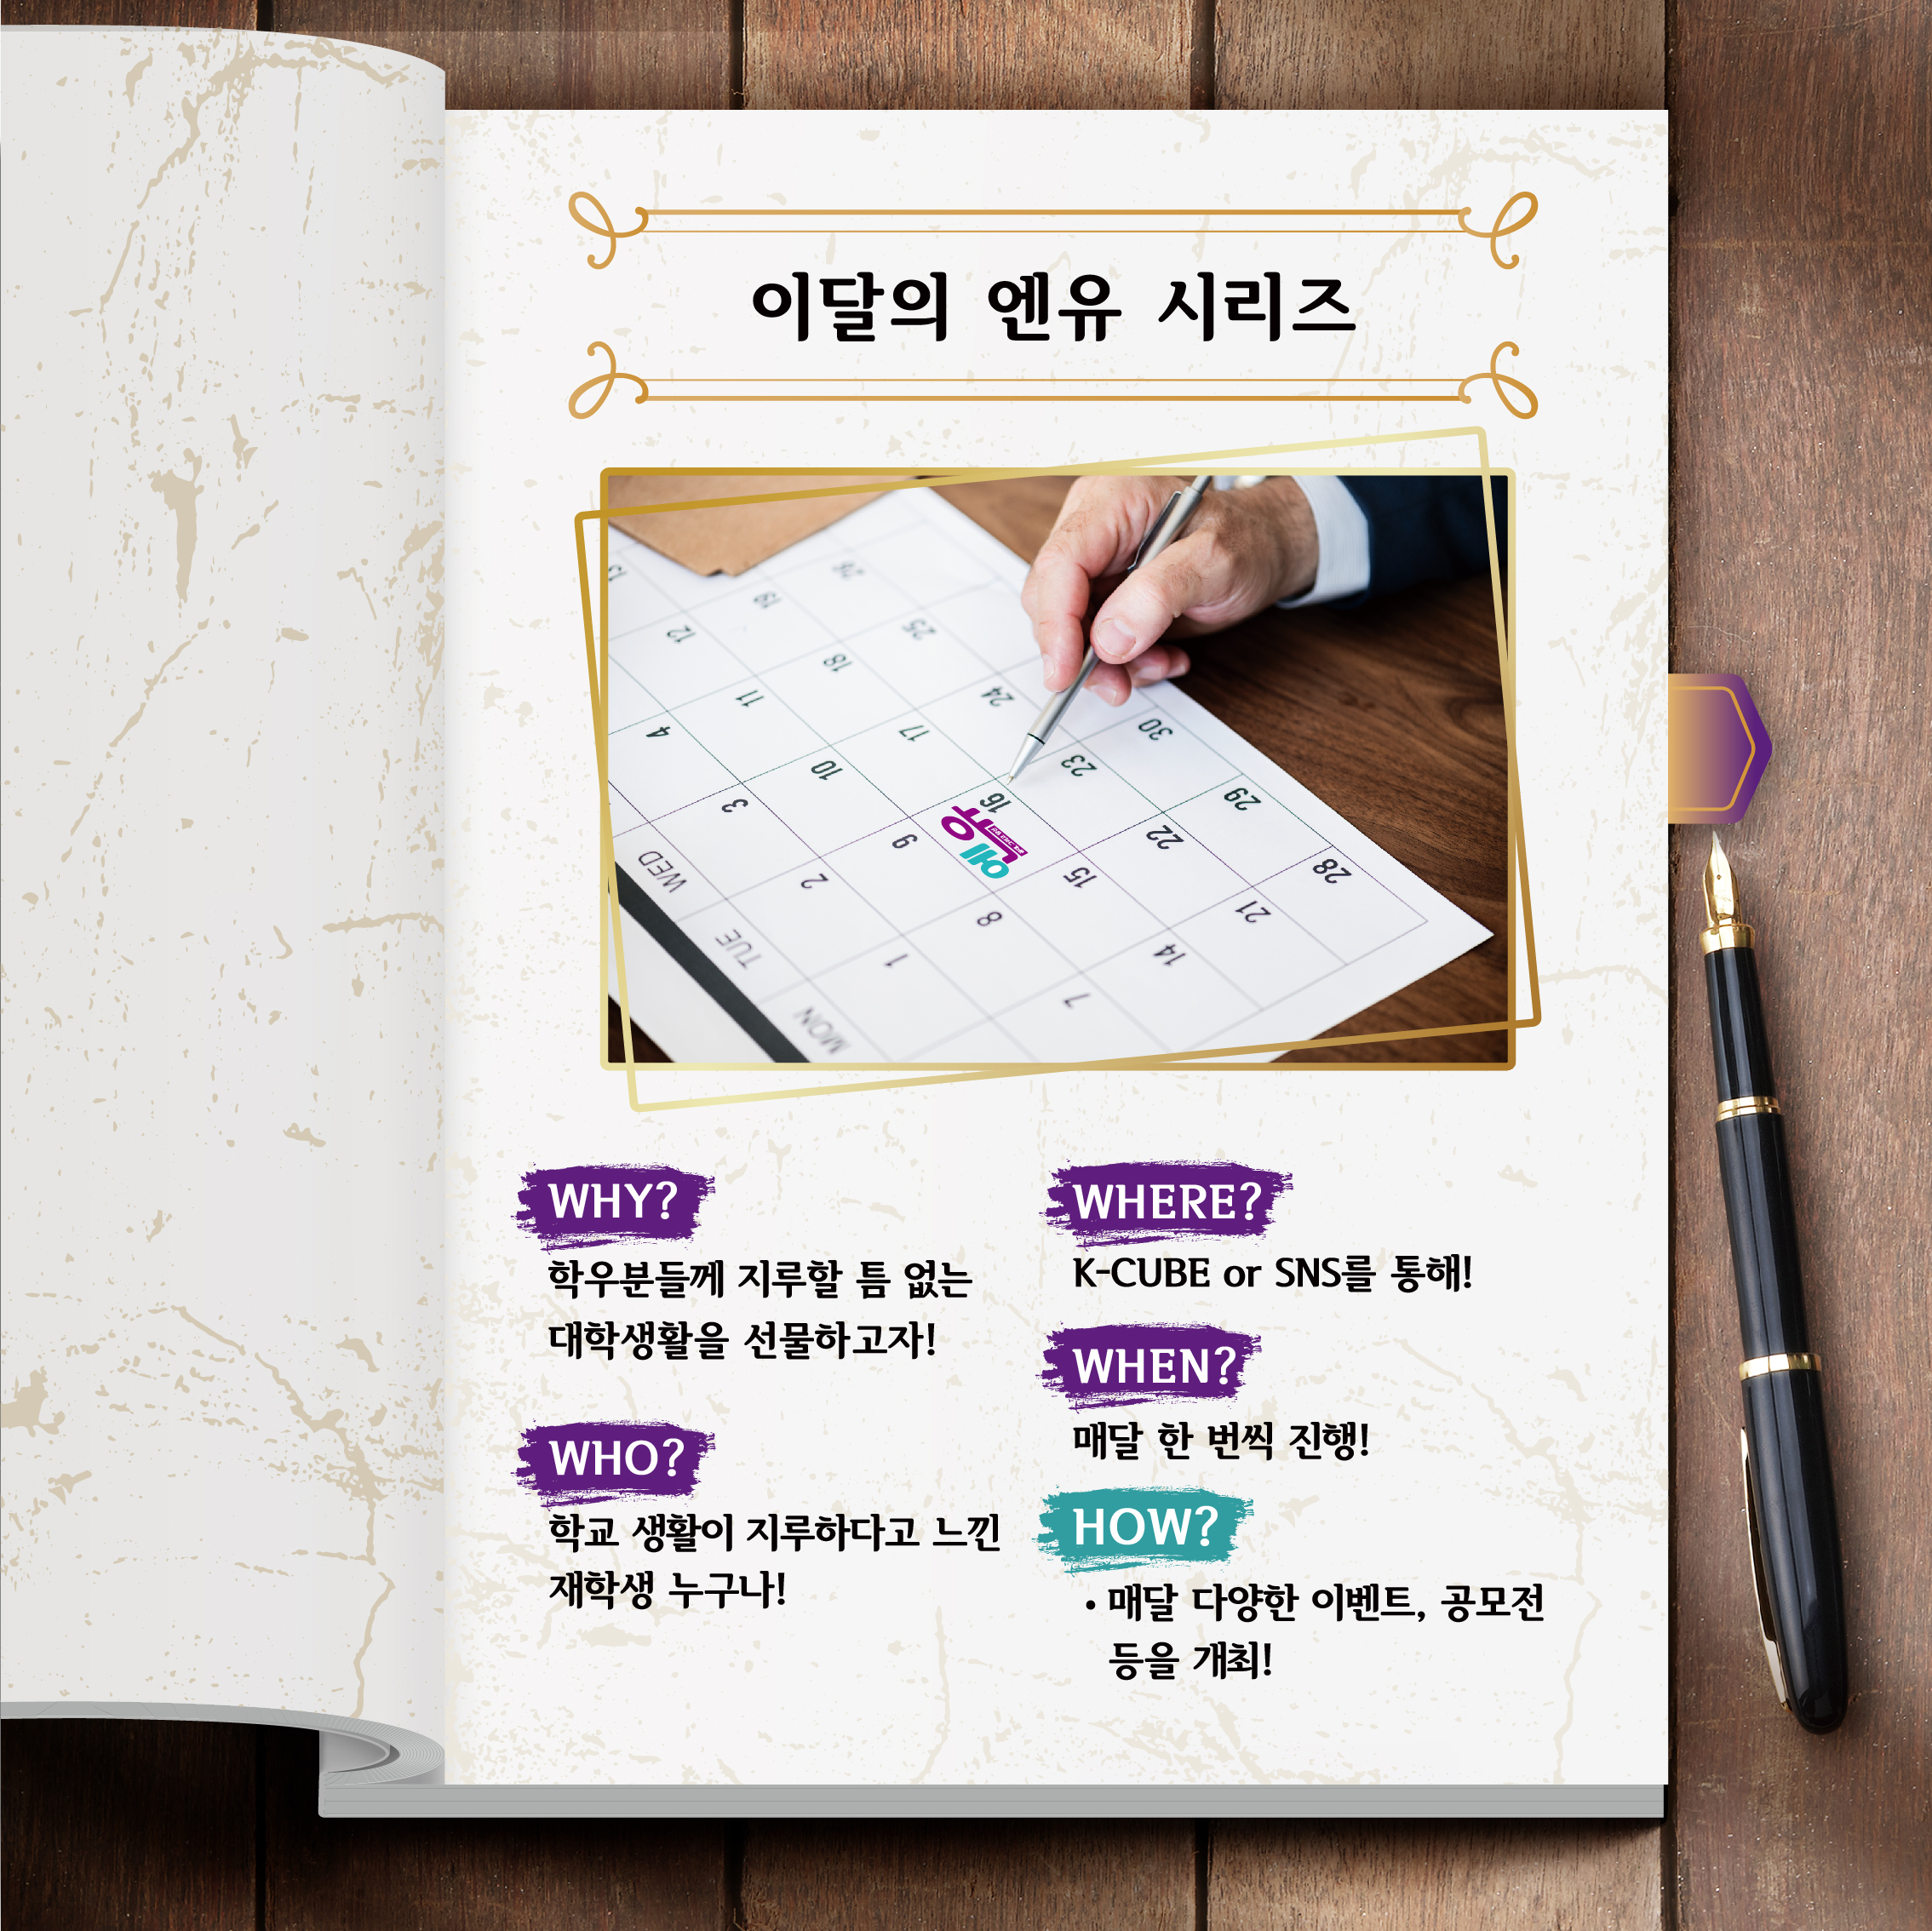 이달의 엔유 시리즈
13
26
19
12
25
18
11
24
4
17
10
3
30
23
16
엔유
9
2
WED
29
22
15
8
1
TUE
28
21
14
7
MON
WHY?
학우분들께 지루할 틈 없는
대학생활을 선물하고자!
WHO?
학교 생활이 지루하다고 느낀
재학생 누구나!
WHERE?
K-CUBE or SNS를 통해!
WHEN?
매달 한 번씩 진행!
HOW?
• 매달 다양한 이벤트, 공모전
등을 개최!